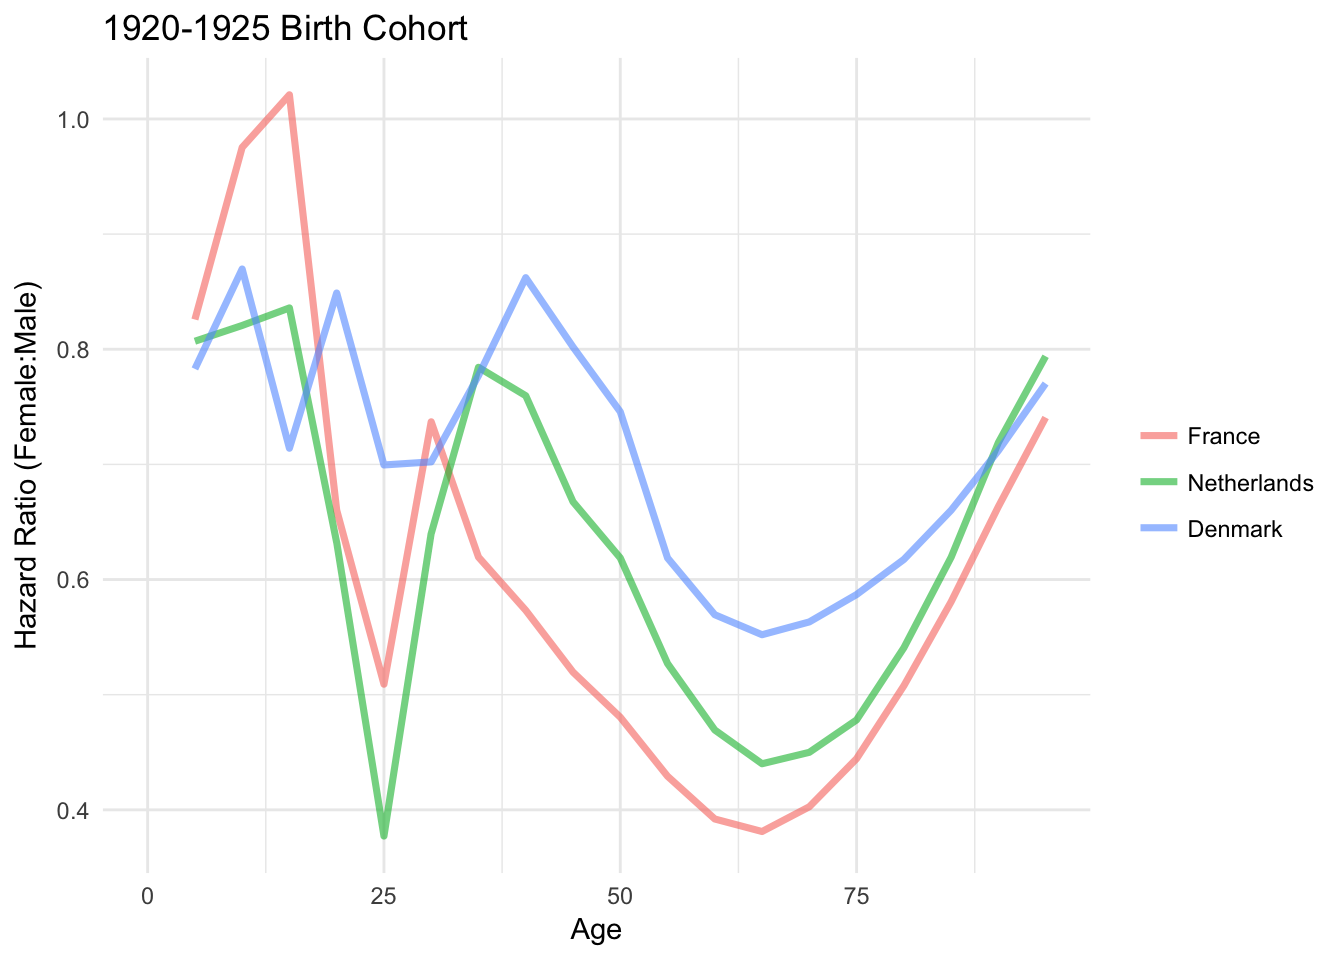 1920-1925 Birth Cohort
Hazard Ratio (Female:Male)
1.0
0.8
0.6
0.4
0
25
50
75
Age
France
Netherlands
Denmark